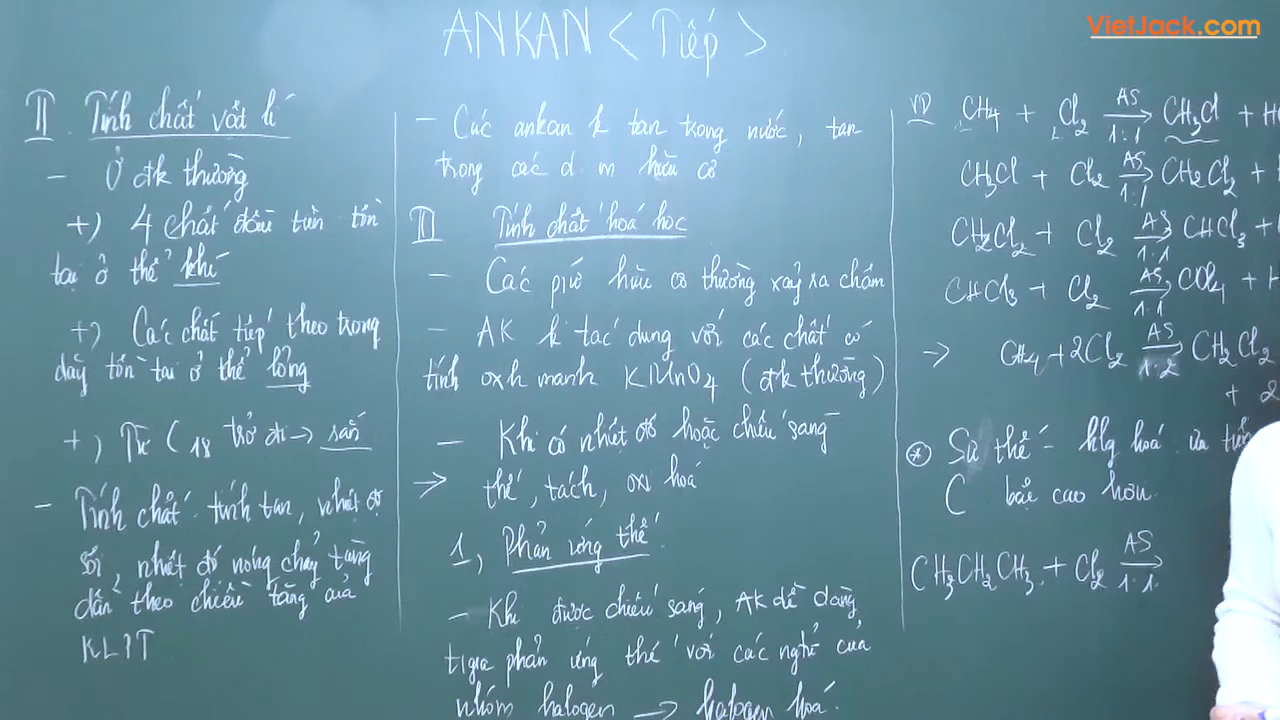 VietJack.com
ANKAN < Tiếp >
II. Tính chất vật lí
- Ở đk thường
+) 4 chất đầu tiên tồn
tại ở thể khí
+) Các chất tiếp theo trong
dãy tồn tại ở thể lỏng
+) Từ C18 trở đi → rắn
- Tính chất: tính tan, nhiệt độ
sôi, nhiệt độ nóng chảy tăng
dần theo chiều tăng của
KLPT
- Các ankan k tan trong nước, tan
trong các d.m hữu cơ
II Tính chất hoá học
- Các pứ hữu cơ thường xảy ra chậm
- AK k tác dụng với các chất có
tính oxh mạnh KMnO4 (đk thường)
- Khi có nhiệt độ hoặc chiếu sáng
→ thế, tách, oxi hoá
1, Phản ứng thế.
- Khi được chiếu sáng, AK dễ dàng
t/gia phản ứng thế với các ngtử của
nhóm halogen → halogen hoá.
VD CH4 + Cl2 AS→ 1:1 CH3Cl +
CH3Cl + Cl2 AS→ 1:1 CH2Cl2 +
CH2Cl2 + Cl2 AS→ 1:1 CHCl3 +
CHCl3 + Cl2 AS→ 1:1 CCl4 +
→ CH4 + 2Cl2 AS→ 1:2 CH2Cl2
+ 2
* Sự thế halg hoá ưu tiên
C bậc cao hơn.
CH3CH2CH3 + Cl2 AS→ 1:1